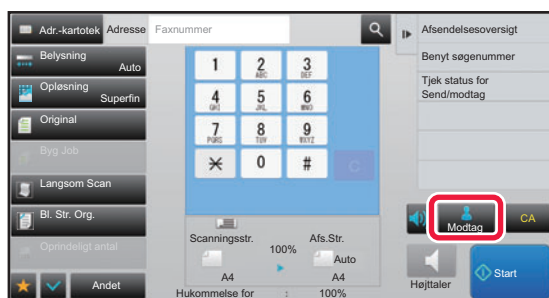 Adr.-kartotek
Adresse
Faxnummer
Belysning
Auto
Opløsning
Superfin
Original
Byg Job
Langsom Scan
Bl. Str. Org.
Oprindeligt antal
Andet
1
2
ABC
3
DEF
4
GHI
5
JKL
6
MNO
7
PQRS
8
TUV
9
WXYZ
0
#
C
Scanningsstr.
100%
Afs.Str.
Auto
A4
A4
Hukommelse for : 100%
Afsendelsesoversigt
Benyt søgenummer
Tjek status for
Send/modtag
Modtag
CA
Højttaler
Start